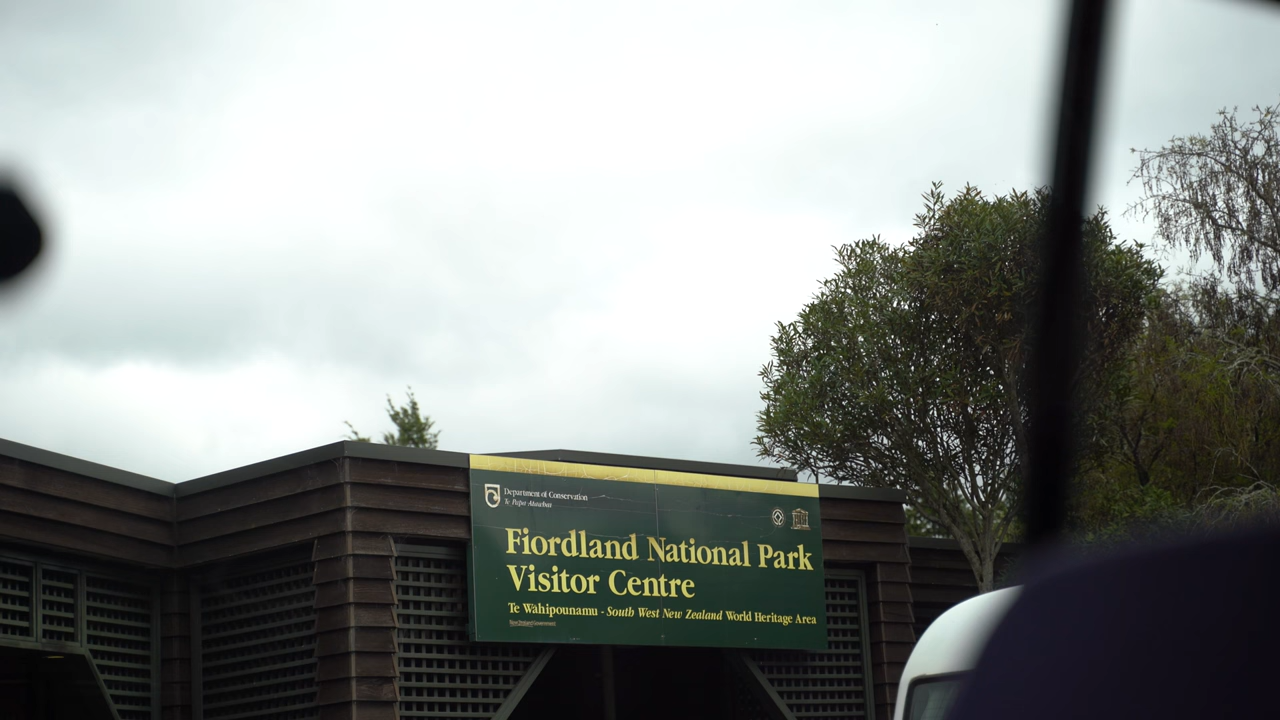 Department of Conservation
Te Papa Atawhai
Fiordland National Park
Visitor Centre
Te Wāhipounamu - South West New Zealand World Heritage Area
New Zealand Government